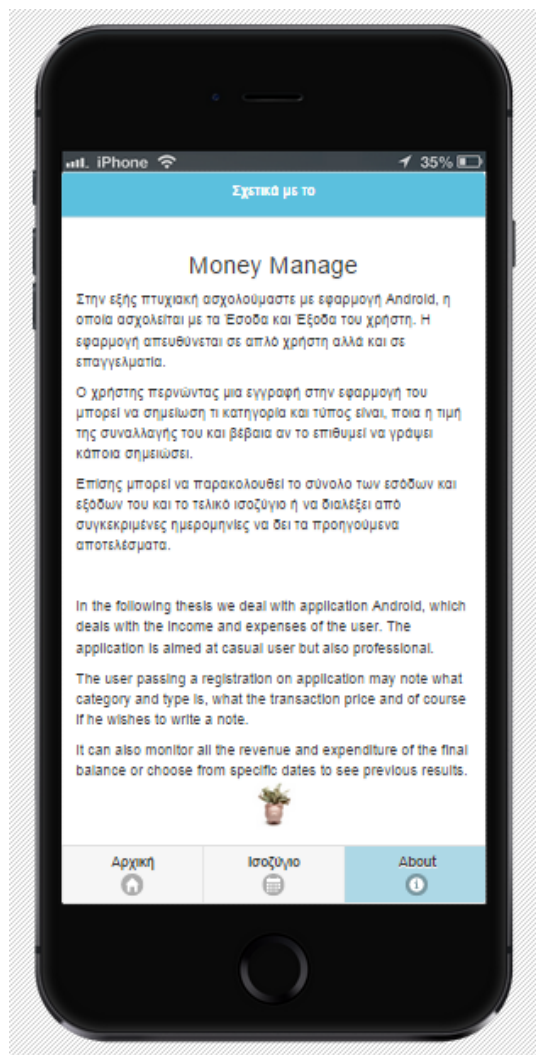 iPhone 35%
Σχετικά με το
Money Manage
Στην εξής πτυχιακή ασχολούμαστε με εφαρμογή Android, η
οποία ασχολείται με τα Έσοδα και Έξοδα του χρήστη. Η
εφαρμογή απευθύνεται σε απλό χρήστη αλλά και σε
επαγγελματία.
Ο χρήστης περνώντας μια εγγραφή στην εφαρμογή του
μπορεί να σημείωση τι κατηγορία και τύπος είναι, ποια η τιμή
της συναλλαγής του και βέβαια αν το επιθυμεί να γράψει
κάποια σημειώσει.
Επίσης μπορεί να παρακολουθεί το σύνολο των εσόδων και
εξόδων του και το τελικό ισοζύγιο ή να διαλέξει από
συγκεκριμένες ημερομηνίες να δει τα προηγούμενα
αποτελέσματα.
In the following thesis we deal with application Android, which
deals with the income and expenses of the user. The
application is aimed at casual user but also professional.
The user passing a registration on application may note what
category and type is, what the transaction price and of course
if he wishes to write a note.
It can also monitor all the revenue and expenditure of the final
balance or choose from specific dates to see previous results.
Αρχική Ισοζύγιο About